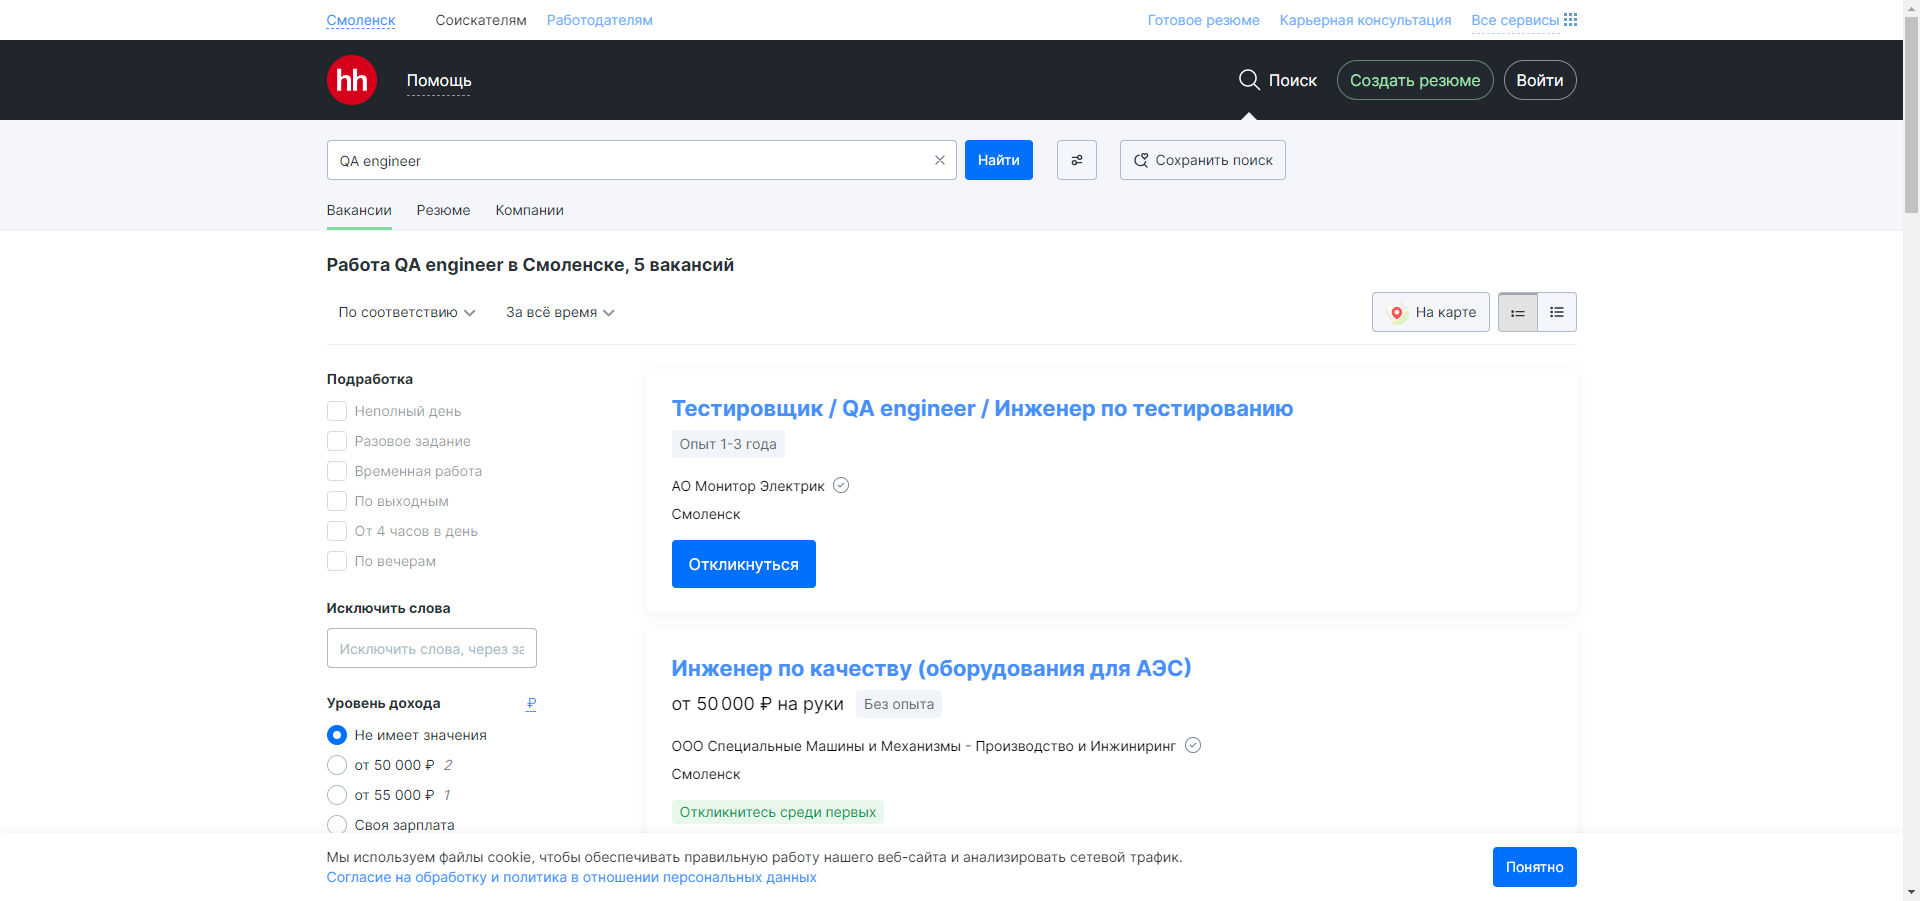 Смоленск Соискателям Работодателям Готовое резюме Карьерная консультация Все сервисы
hh Помощь Поиск Создать резюме Войти
QA engineer Найти Сохранить поиск
Вакансии Резюме Компании
Работа QA engineer в Смоленске, 5 вакансий
По соответствию За всё время На карте
Подработка
Неполный день
Разовое задание
Временная работа
По выходным
От 4 часов в день
По вечерам
Исключить слова
Исключить слова, через за
Уровень дохода ₽
Не имеет значения
от 50 000 ₽ 2
от 55 000 ₽ 1
Своя зарплата
Тестировщик / QA engineer / Инженер по тестированию
Опыт 1-3 года
АО Монитор Электрик
Смоленск
Откликнуться
Инженер по качеству (оборудования для АЭС)
от 50 000 ₽ на руки Без опыта
ООО Специальные Машины и Механизмы - Производство и Инжиниринг
Смоленск
Откликнитесь среди первых
Мы используем файлы cookie, чтобы обеспечивать правильную работу нашего веб-сайта и анализировать сетевой трафик.
Согласие на обработку и политика в отношении персональных данных
Понятно